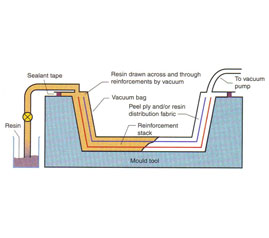 Sealant tape
Resin drawn across and through
reinforcements by vacuum
To vacuum
pump
Vacuum bag
Peel ply and/or resin
distribution fabric
Resin
Reinforcement
stack
Mould tool